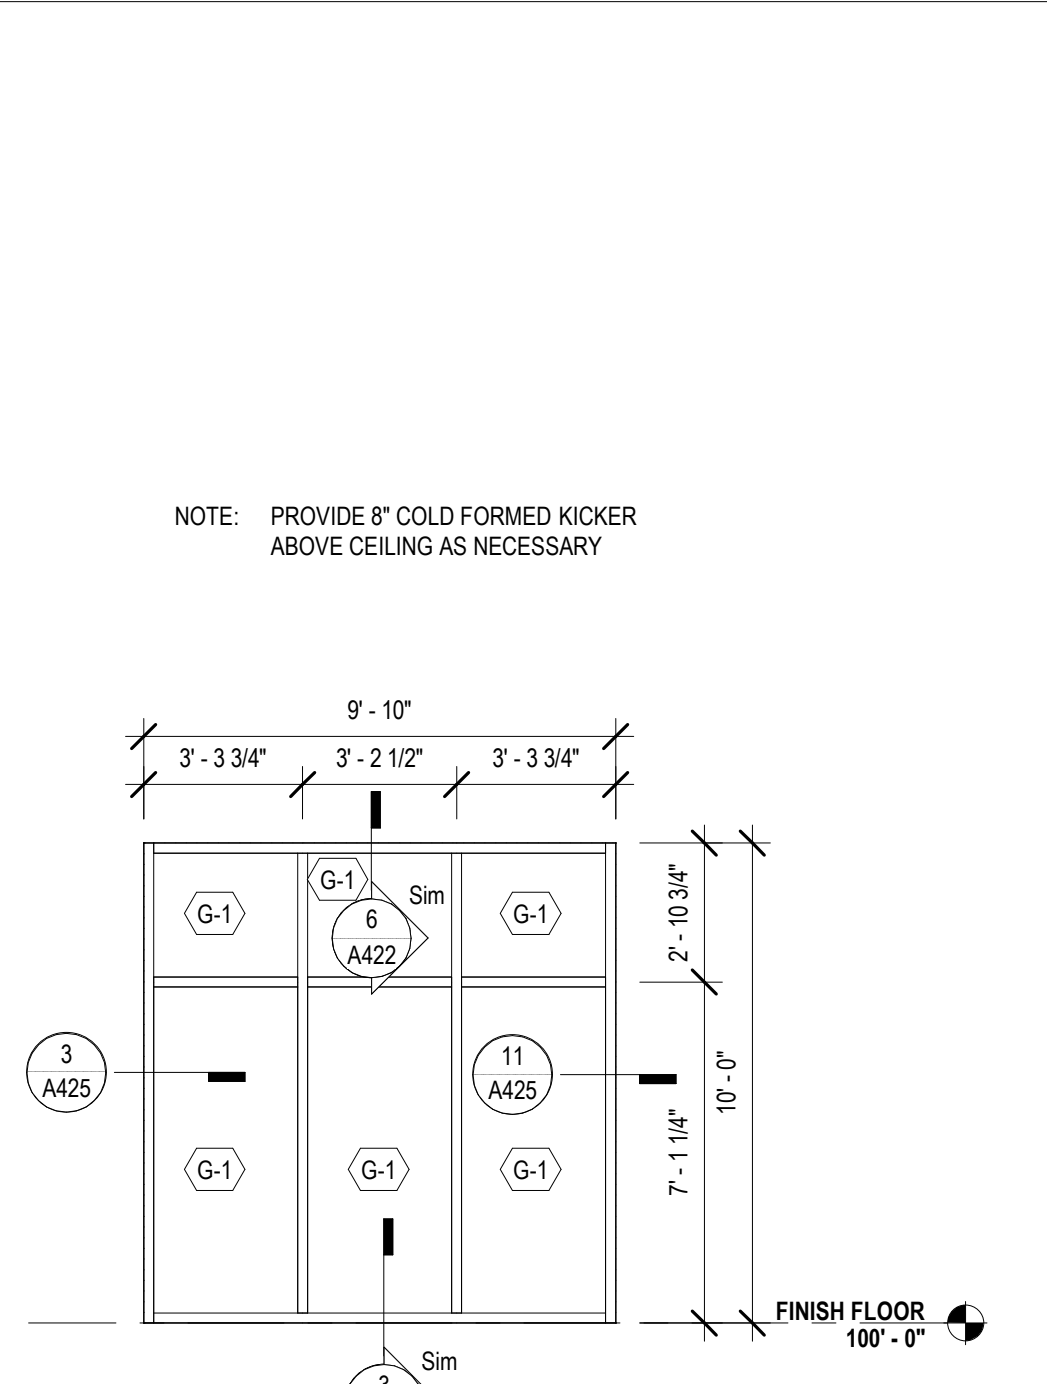 NOTE: PROVIDE 8" COLD FORMED KICKER
ABOVE CEILING AS NECESSARY
9' - 10"
3' - 3 3/4" 3' - 2 1/2" 3' - 3 3/4"
G-1
G-1
G-1
Sim
6
A422
2' - 10 3/4"
3
A425
11
A425
10' - 0"
7' - 1 1/4"
G-1
G-1
G-1
FINISH FLOOR
100' - 0"
Sim